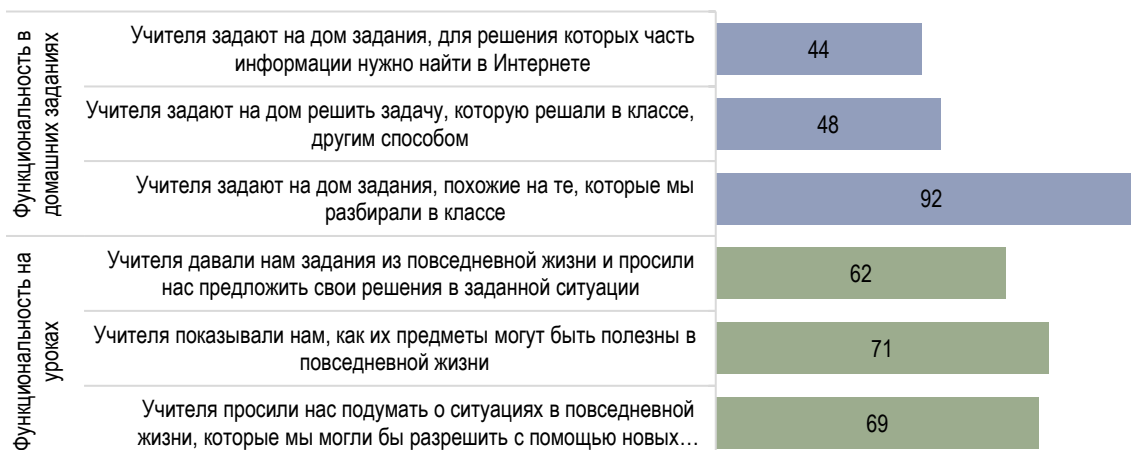 Функциональность в
домашних заданиях
Учителя задают на дом задания, для решения которых часть
информации нужно найти в Интернете
44
Учителя задают на дом решить задачу, которую решали в классе,
другим способом
48
Учителя задают на дом задания, похожие на те, которые мы
разбирали в классе
92
Функциональность на
уроках
Учителя давали нам задания из повседневной жизни и просили
нас предложить свои решения в заданной ситуации
62
Учителя показывали нам, как их предметы могут быть полезны в
повседневной жизни
71
Учителя просили нас подумать о ситуациях в повседневной
жизни, которые мы могли бы разрешить с помощью новых…
69